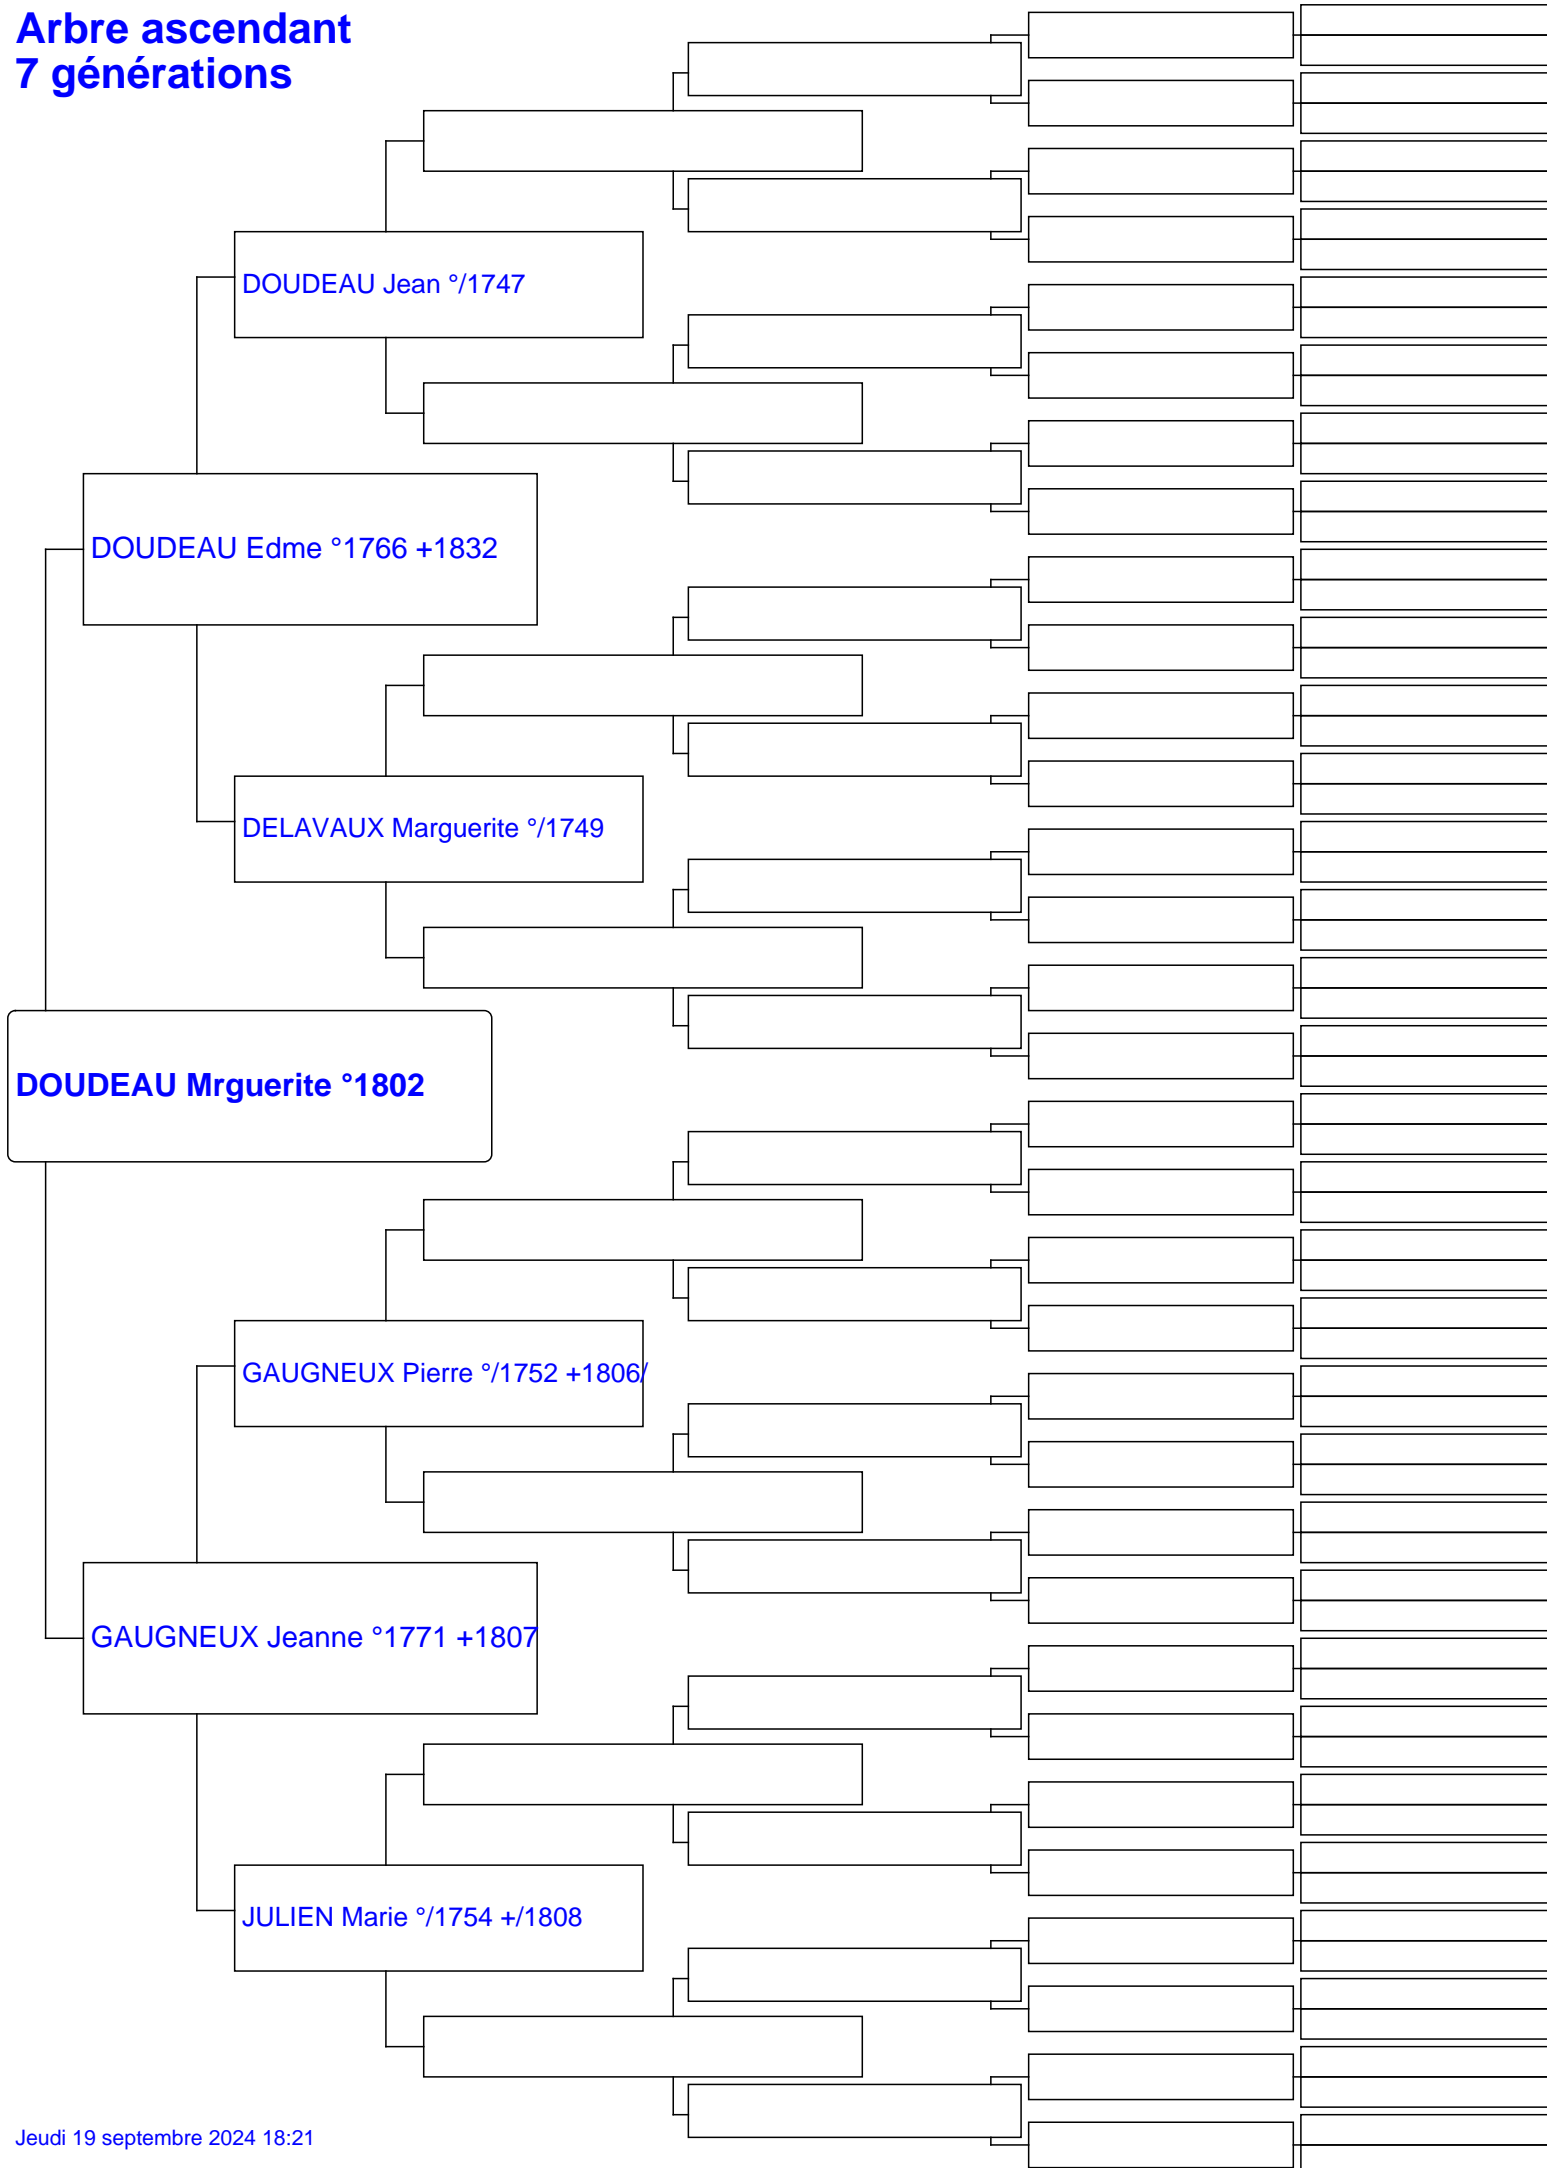 Arbre ascendant
7 générations
DOUDEAU Jean °/1747
DOUDEAU Edme °1766 +1832
DELAVAUX Marguerite °/1749
DOUDEAU Mrguerite °1802
GAUGNEUX Pierre °/1752 +1806/
GAUGNEUX Jeanne °1771 +1807
JULIEN Marie °/1754 +/1808
Jeudi 19 septembre 2024 18:21